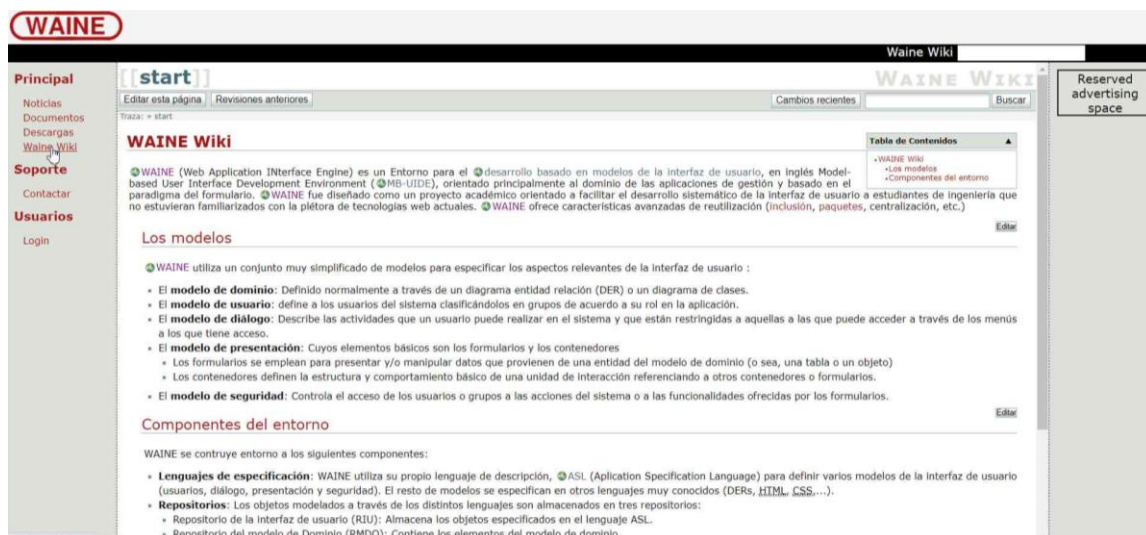 WAINE
Waine Wiki
Principal
Noticias
Documentos
Descargas
Waine Wiki
Soporte
Contactar
Usuarios
Login
[[start]]
WAINE WIKI
Editar esta página Revisiones anteriores
Cambios recientes Buscar
Traza: » start
Reserved
advertising
space
Tabla de Contenidos
WAINE Wiki
Los modelos
Componentes del entorno
WAINE Wiki
WAINE (Web Application INterface Engine) es un Entorno para el desarrollo basado en modelos de la interfaz de usuario, en inglés Model-
based User Interface Development Environment (MB-UIDE), orientado principalmente al dominio de las aplicaciones de gestión y basado en el
paradigma del formulario. WAINE fue diseñado como un proyecto académico orientado a facilitar el desarrollo sistemático de la interfaz de usuario a estudiantes de ingeniería que
no estuvieran familiarizados con la plétora de tecnologías web actuales. WAINE ofrece características avanzadas de reutilización (inclusión, paquetes, centralización, etc.)
Editar
Los modelos
WAINE utiliza un conjunto muy simplificado de modelos para especificar los aspectos relevantes de la interfaz de usuario :
El modelo de dominio: Definido normalmente a través de un diagrama entidad relación (DER) o un diagrama de clases.
El modelo de usuario: define a los usuarios del sistema clasificándolos en grupos de acuerdo a su rol en la aplicación.
El modelo de diálogo: Describe las actividades que un usuario puede realizar en el sistema y que están restringidas a aquellas a las que puede acceder a través de los menús
a los que tiene acceso.
El modelo de presentación: Cuyos elementos básicos son los formularios y los contenedores
Los formularios se emplean para presentar y/o manipular datos que provienen de una entidad del modelo de dominio (o sea, una tabla o un objeto)
Los contenedores definen la estructura y comportamiento básico de una unidad de interacción referenciando a otros contenedores o formularios.
El modelo de seguridad: Controla el acceso de los usuarios o grupos a las acciones del sistema o a las funcionalidades ofrecidas por los formularios.
Editar
Componentes del entorno
WAINE se contruye entorno a los siguientes componentes:
Lenguajes de especificación: WAINE utiliza su propio lenguaje de descripción, ASL (Aplication Specification Language) para definir varios modelos de la interfaz de usuario
(usuarios, diálogo, presentación y seguridad). El resto de modelos se especifican en otros lenguajes muy conocidos (DERs, HTML, CSS,...).
Repositorios: Los objetos modelados a través de los distintos lenguajes son almacenados en tres repositorios:
Repositorio de la interfaz de usuario (RIU): Almacena los objetos especificados en el lenguaje ASL.
Repositorio del modelo de Dominio (RMDO): Contiene los elementos del modelo de dominio.